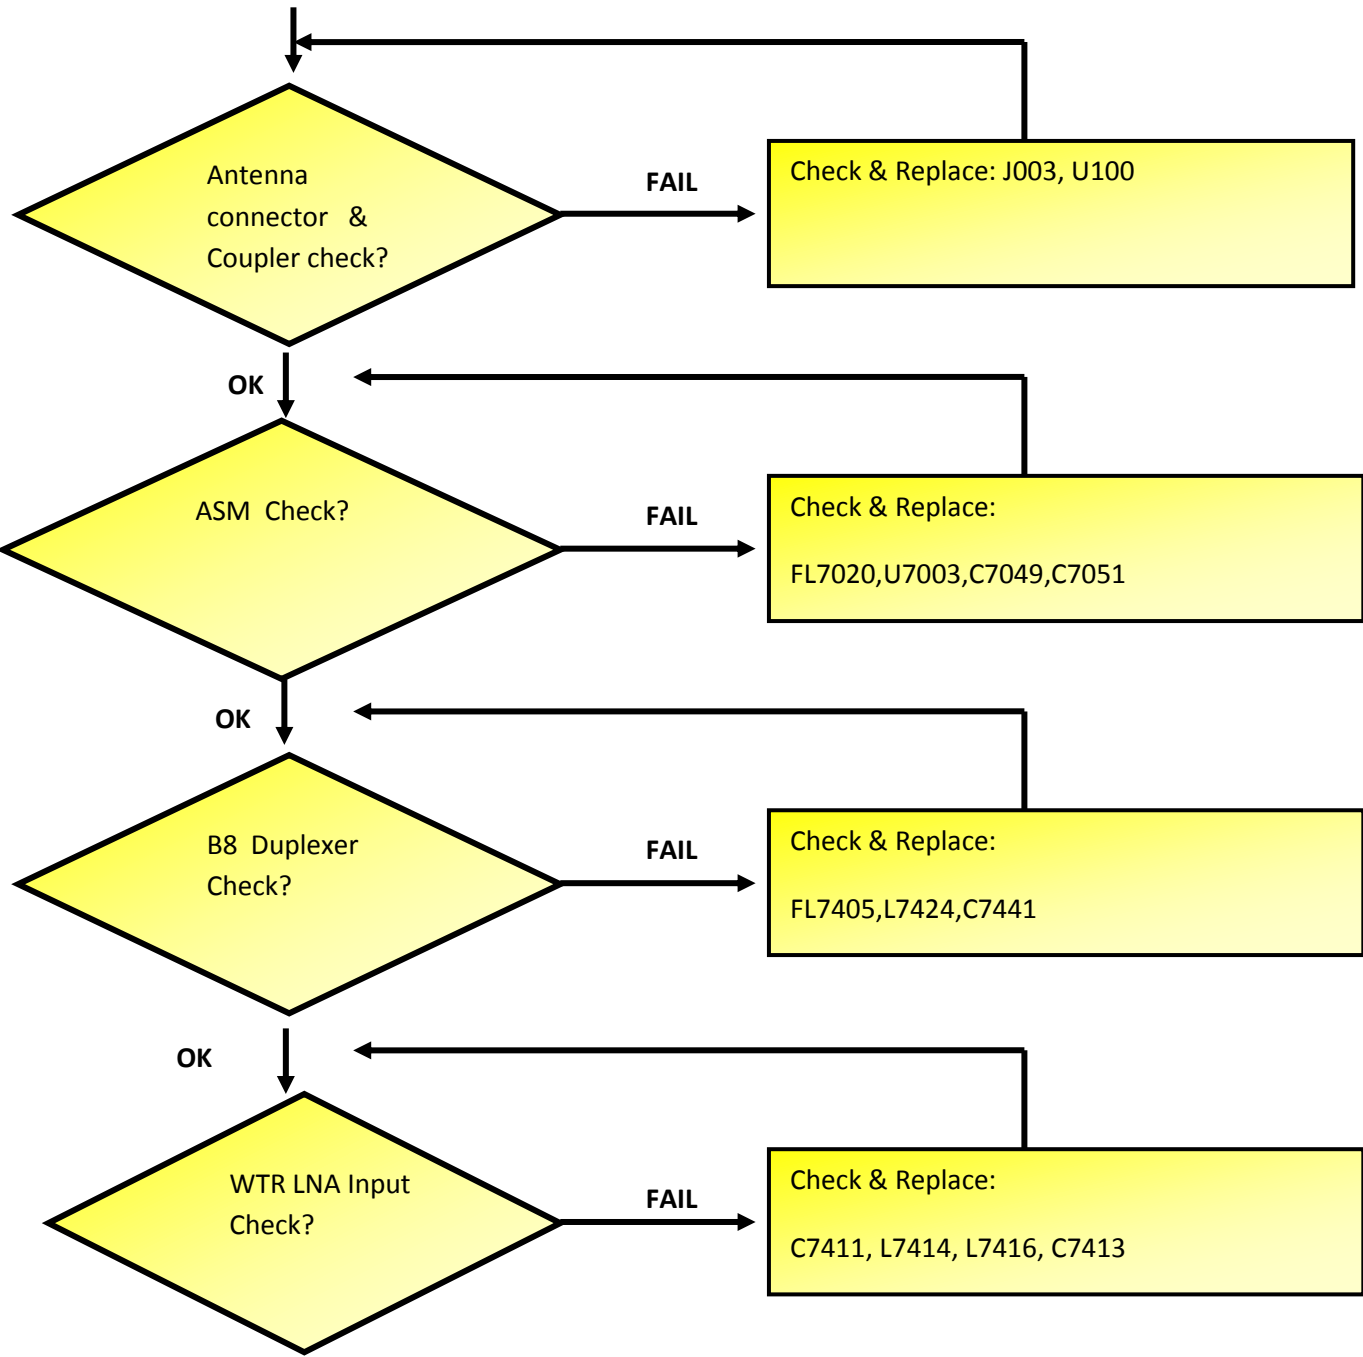 Antenna
connector &
Coupler check?
FAIL
Check & Replace: J003, U100
OK
ASM Check?
FAIL
Check & Replace:
FL7020,U7003,C7049,C7051
OK
B8 Duplexer
Check?
FAIL
Check & Replace:
FL7405,L7424,C7441
OK
WTR LNA Input
Check?
FAIL
Check & Replace:
C7411, L7414, L7416, C7413